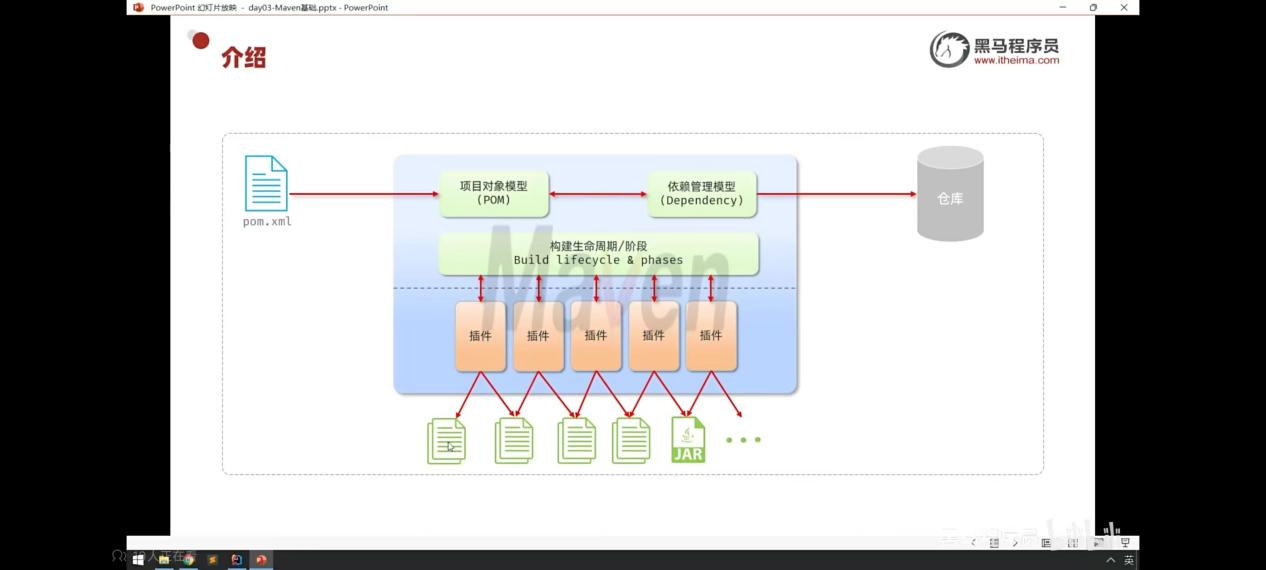 PowerPoint 幻灯片放映 - day03-Maven基础.pptx - PowerPoint
介绍
黑马程序员
www.itheima.com
pom.xml
项目对象模型
(POM)
依赖管理模型
(Dependency)
仓库
构建生命周期/阶段
Build lifecycle & phases
Maven
插件 插件 插件 插件 插件
JAR
英